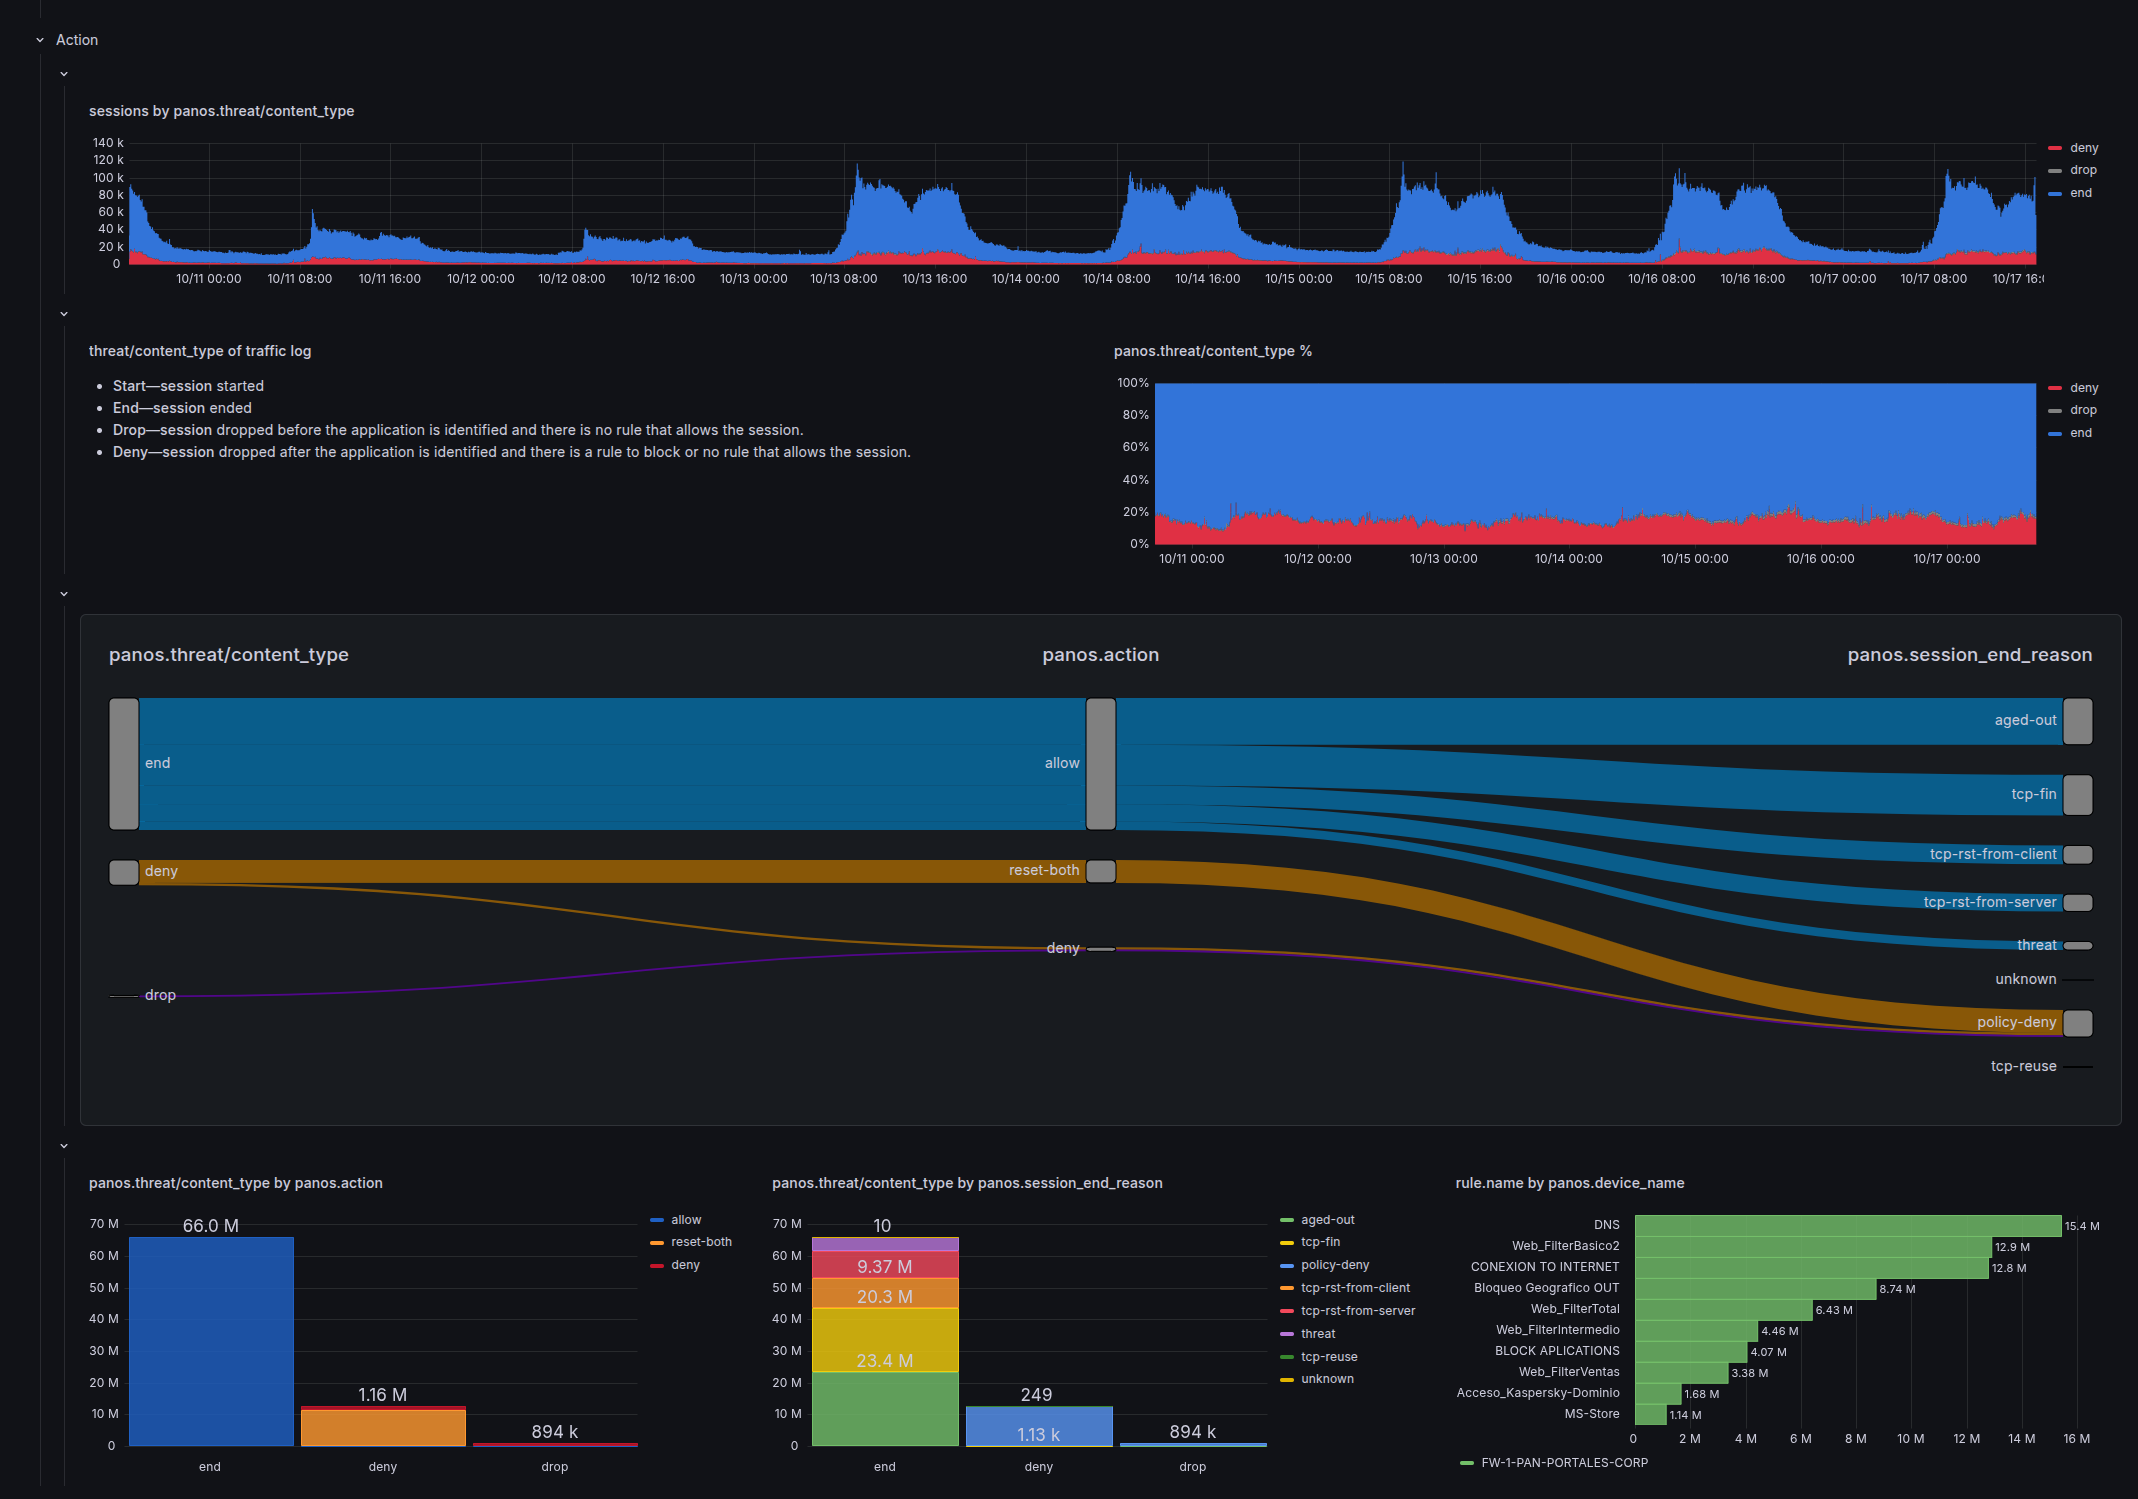 Action
sessions by panos.threat/content_type
140 k
120 k
100 k
80 k
60 k
40 k
20 k
0
10/11 00:00 10/11 08:00 10/11 16:00 10/12 00:00 10/12 08:00 10/12 16:00 10/13 00:00 10/13 08:00 10/13 16:00 10/14 00:00 10/14 08:00 10/14 16:00 10/15 00:00 10/15 08:00 10/15 16:00 10/16 00:00 10/16 08:00 10/16 16:00 10/17 00:00 10/17 08:00 10/17 16:
deny
drop
end
threat/content_type of traffic log
Start—session started
End—session ended
Drop—session dropped before the application is identified and there is no rule that allows the session.
Deny—session dropped after the application is identified and there is a rule to block or no rule that allows the session.
panos.threat/content_type %
100%
80%
60%
40%
20%
0%
10/11 00:00 10/12 00:00 10/13 00:00 10/14 00:00 10/15 00:00 10/16 00:00 10/17 00:00
deny
drop
end
panos.threat/content_type panos.action panos.session_end_reason
end
deny
drop
allow
reset-both
deny
aged-out
tcp-fin
tcp-rst-from-client
tcp-rst-from-server
threat
unknown
policy-deny
tcp-reuse
panos.threat/content_type by panos.action
70 M
60 M
50 M
40 M
30 M
20 M
10 M
0
66.0 M
1.16 M
894 k
end deny drop
allow
reset-both
deny
panos.threat/content_type by panos.session_end_reason
70 M
60 M
50 M
40 M
30 M
20 M
10 M
0
10
9.37 M
20.3 M
23.4 M
249
1.13 k
894 k
end deny drop
aged-out
tcp-fin
policy-deny
tcp-rst-from-client
tcp-rst-from-server
threat
tcp-reuse
unknown
rule.name by panos.device_name
DNS 15.4 M
Web_FilterBasico2 12.9 M
CONEXION TO INTERNET 12.8 M
Bloqueo Geografico OUT 8.74 M
Web_FilterTotal 6.43 M
Web_FilterIntermedio 4.46 M
BLOCK APLICATIONS 4.07 M
Web_FilterVentas 3.38 M
Acceso_Kaspersky-Dominio 1.68 M
MS-Store 1.14 M
0 2 M 4 M 6 M 8 M 10 M 12 M 14 M 16 M
FW-1-PAN-PORTALES-CORP